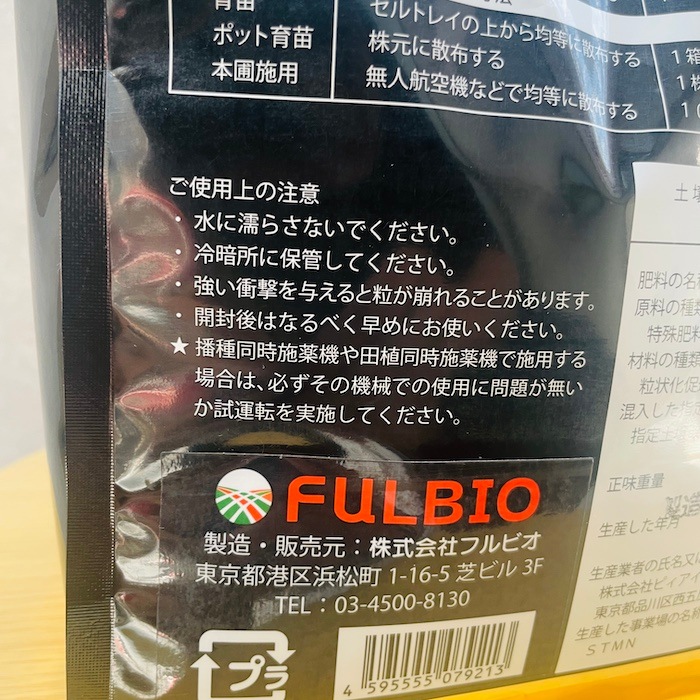 育苗
セルトレイの上から均等に散布する
1箱
ポット育苗
株元に散布する
1株
本圃施用
無人航空機などで均等に散布する
ご使用上の注意
・水に濡らさないでください。
・冷暗所に保管してください。
・強い衝撃を与えると粒が崩れることがあります。
・開封後はなるべく早めにお使いください。
★播種同時施薬機や田植同時施薬機で施用する
場合は、必ずその機械での使用に問題が無い
か試運転を実施してください。
FULBIO
製造・販売元：株式会社フルビオ
東京都港区浜松町 1-16-5 芝ビル 3F
TEL：03-4500-8130
プラ
4 595555 079213
土壌
肥料の名称
原料の種類
特殊肥料
材料の種類
粒状化
混入した
指定土壌
正味重量
生産した年月
生産業者の氏名又は
株式会社ビィア
東京都品川区西五
生産した事業場の名称
STMN